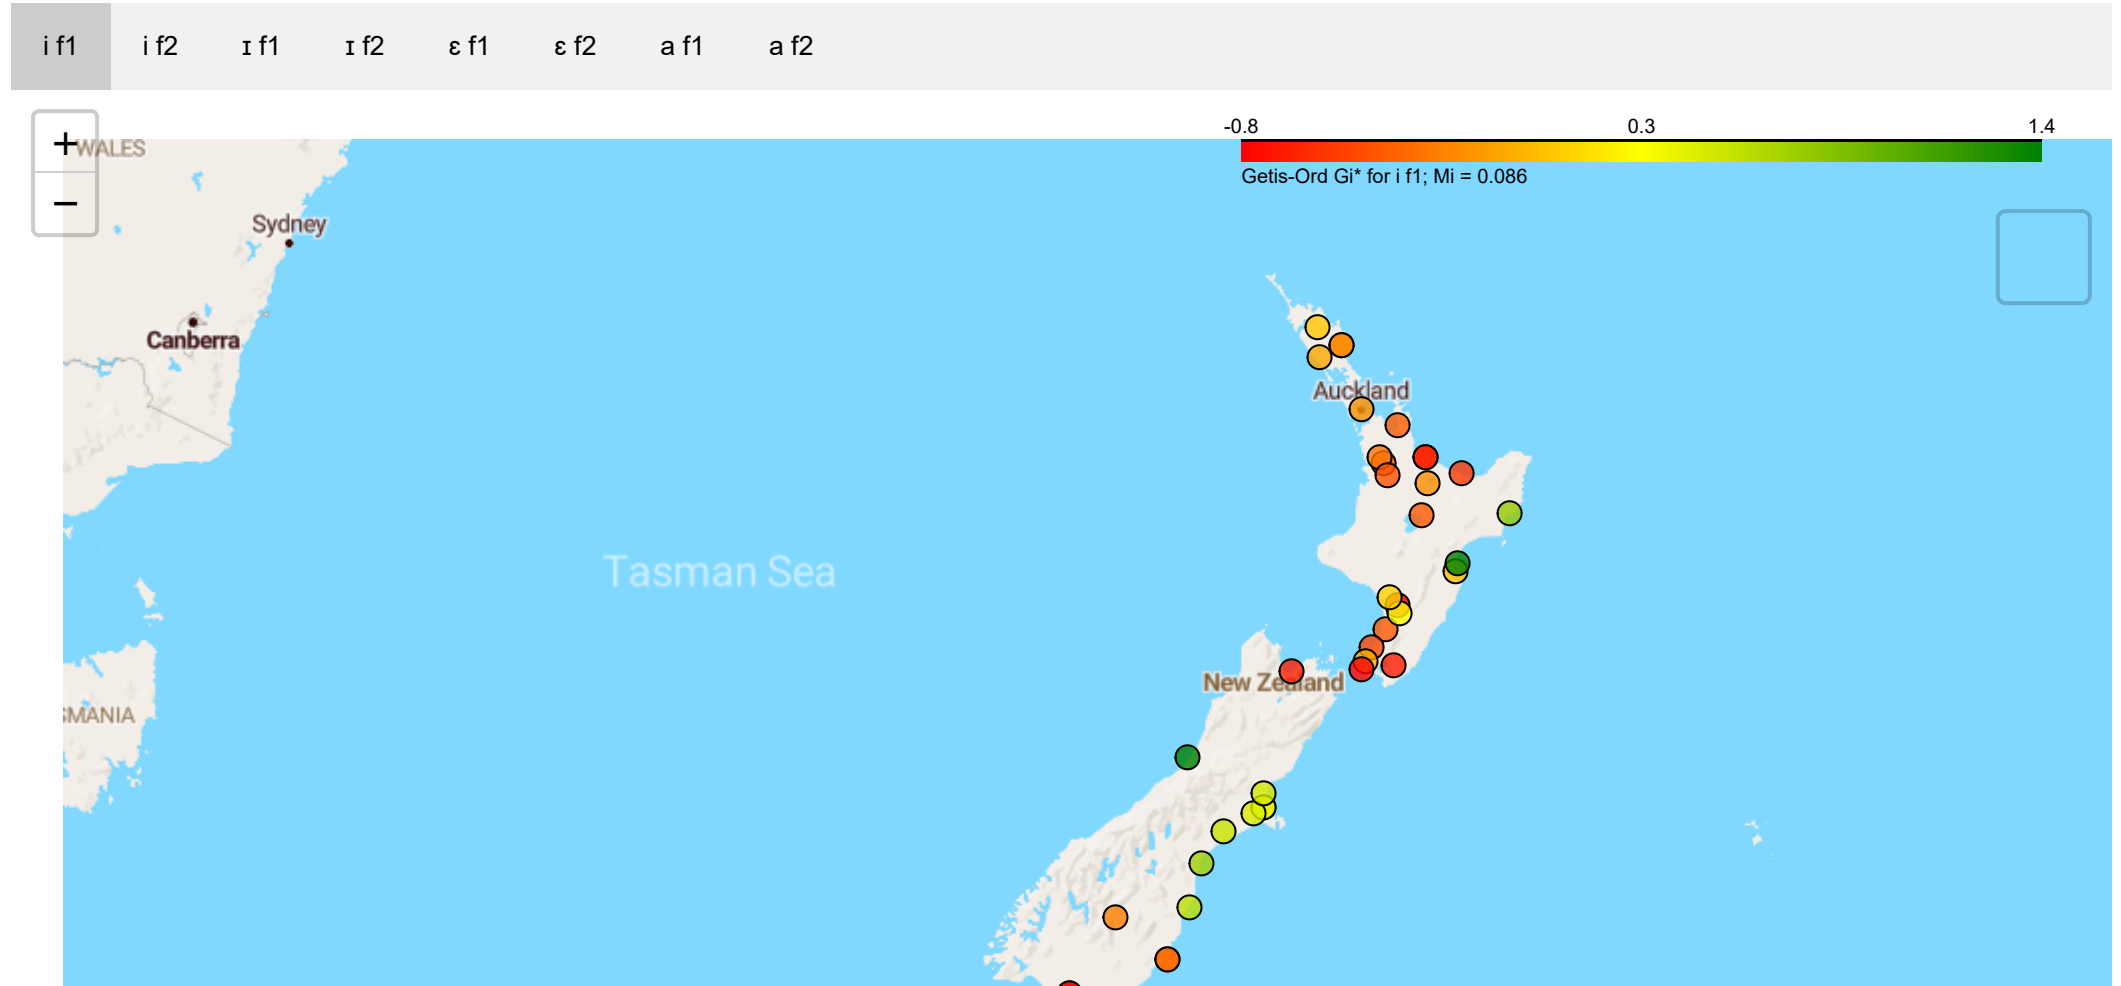 i f1 i f2 ɪ f1 ɪ f2 ɛ f1 ɛ f2 a f1 a f2
+
−
WALES
-0.8 0.3 1.4
Getis-Ord Gi* for i f1; Mi = 0.086
Sydney
Canberra
Auckland
Tasman Sea
New Zealand
SMANIA